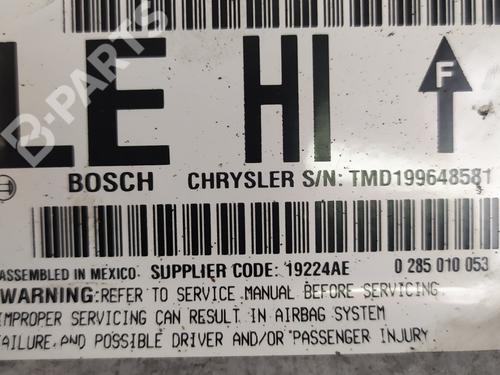 LE HI F
B-PARTS
BOSCH CHRYSLER S/N: TMD199648581
ASSEMBLED IN MEXICO SUPPLIER CODE: 19224AE 0 285 010 053
WARNING: REFER TO SERVICE MANUAL BEFORE SERVICING
IMPROPER SERVICING CAN RESULT IN AIRBAG SYSTEM
FAILURE, AND POSSIBLE DRIVER AND/OR PASSENGER INJURY.